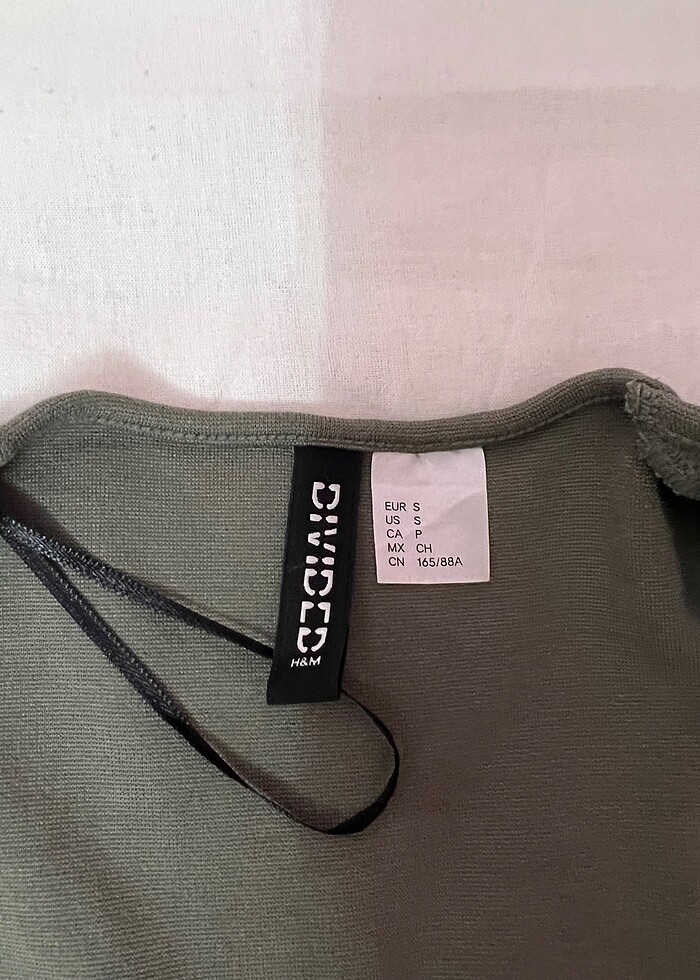 DIVIDED
H&M
EUR S
US S
CA P
MX CH
CN 165/88A